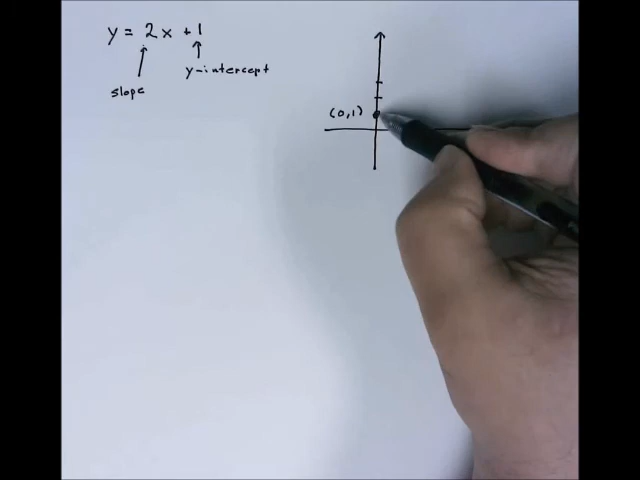 y = 2x + 1
y-intercept
slope
(0,1)